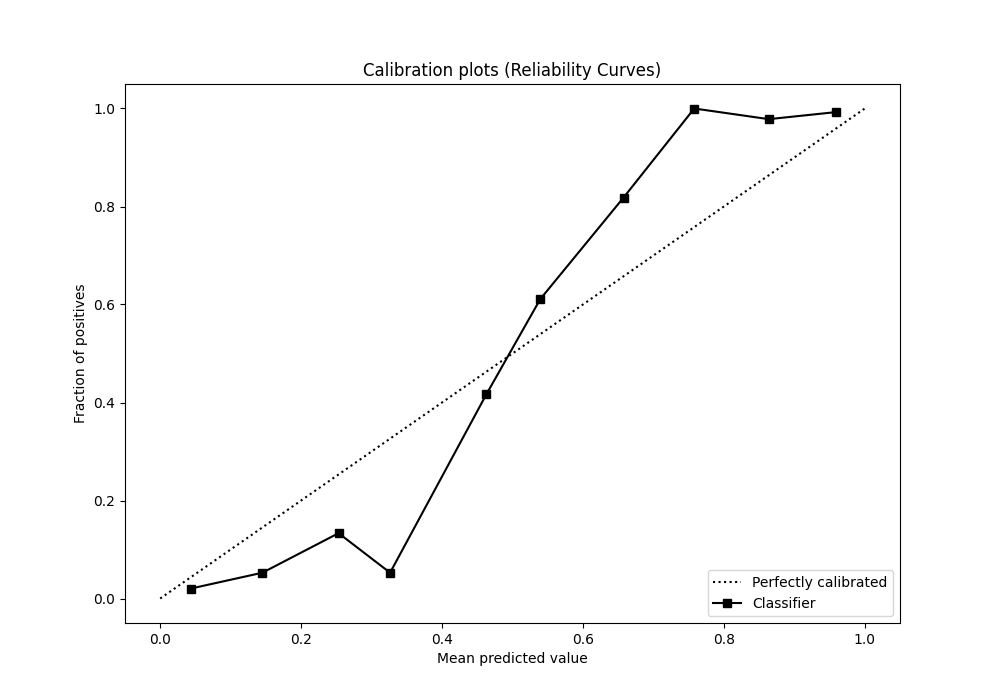 Calibration plots (Reliability Curves)
1.0
0.8
0.6
0.4
0.2
0.0
Fraction of positives
0.0 0.2 0.4 0.6 0.8 1.0
Mean predicted value
Perfectly calibrated
Classifier